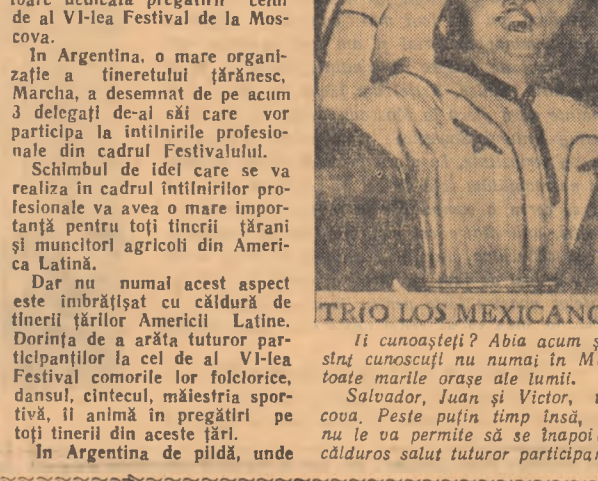 toare dedicată pregătirii celui
de al VI-lea Festival de la Mos-
cova.
In Argentina, o mare organi-
zație a tineretului țărănesc,
Marcha, a desemnat de pe acum
3 delegați de-ai săi care vor
participa la întîlnirile profesio-
nale din cadrul Festivalului.
Schimbul de idei care se va
realiza în cadrul întîlnirilor pro-
fesionale va avea o mare impor-
tanță pentru toți tinerii țărani
și muncitori agricoli din Ameri-
ca Latină.
Dar nu numai acest aspect
este îmbrățișat cu căldură de
tinerii țărilor Americii Latine.
Dorința de a arăta tuturor par-
ticipanților la cel de al VI-lea
Festival comorile lor folclorice,
dansul, cîntecul, măiestria spor-
tivă, îi animă în pregătiri pe
toți tinerii din aceste țări.
In Argentina de pildă, unde
TRIO LOS MEXICANO
Ii cunoașteți? Abia acum ș
sînt cunoscuți nu numai în M
toate marile orașe ale lumii.
Salvador, Juan și Victor,
cova. Peste puțin timp însă,
nu le va permite să se înapoi
călduros salut tuturor participa